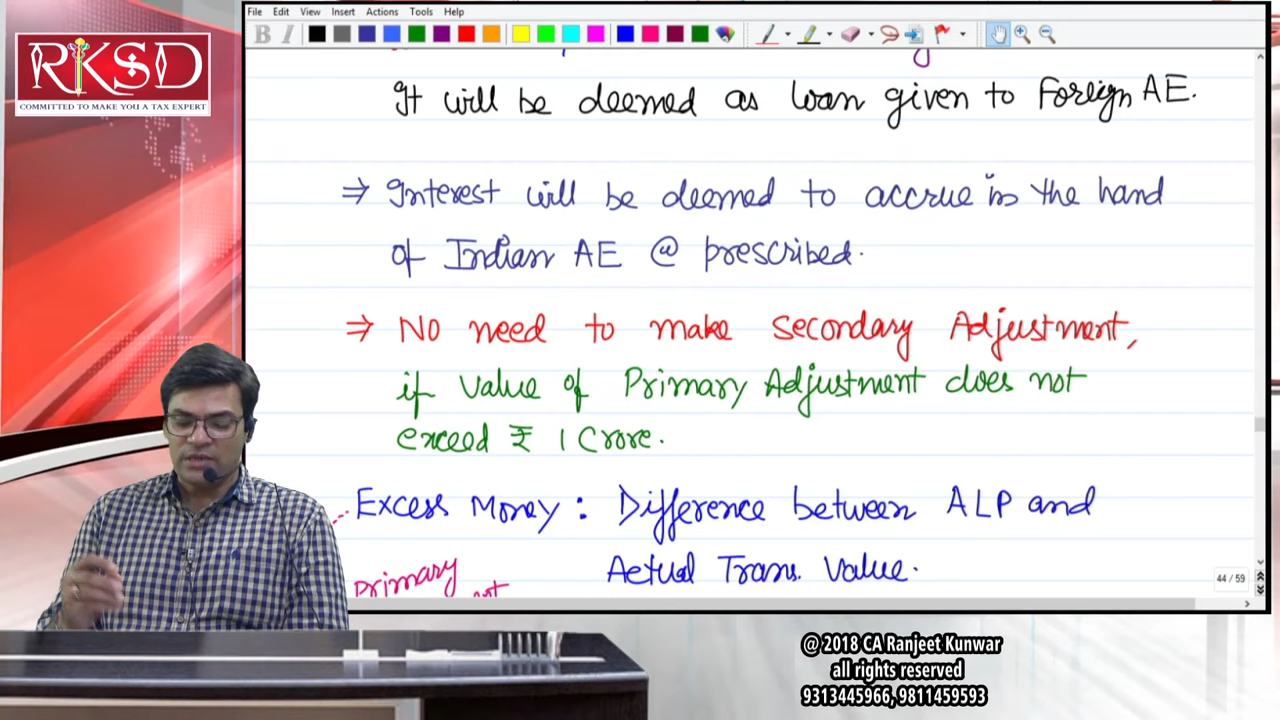 RKSD
COMMITTED TO MAKE YOU A TAX EXPERT
File Edit View Insert Actions Tools Help
B I
It will be deemed as loan given to Foreign AE.
⇒ Interest will be deemed to accrue in the hand
of Indian AE @ prescribed.
⇒ No need to make secondary Adjustment,
if value of Primary Adjustment does not
exceed ₹ 1 Crore.
Excess Money : Difference between ALP and
Actual Trans. Value.
Primary
not
44 / 59
@ 2018 CA Ranjeet Kunwar
all rights reserved
9313445966, 9811459593